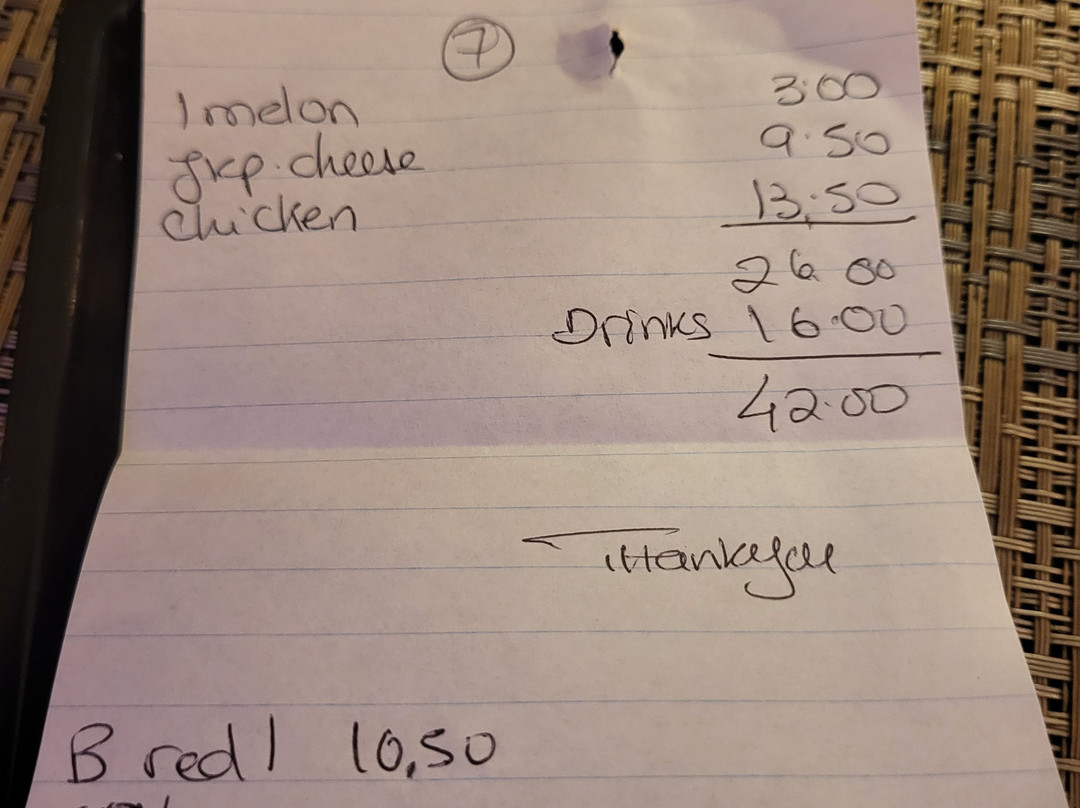 7
1 melon 3.00
Jkp. cheese 9.50
Chicken 13.50
26 00
Drinks 16.00
42.00
Thankyou
B red 1 10,50